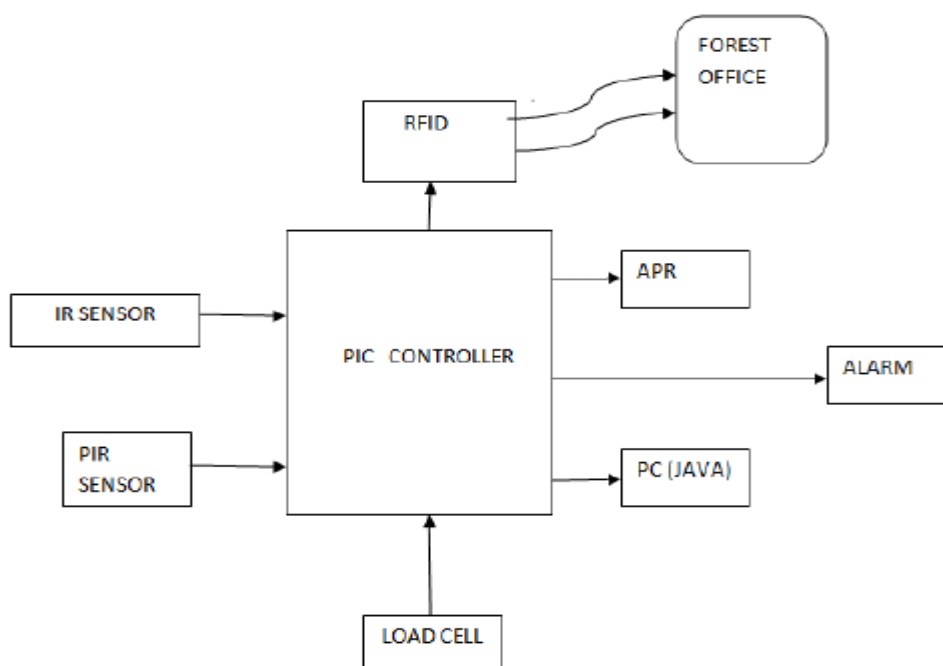 FOREST
OFFICE
RFID
APR
IR SENSOR
PIC CONTROLLER
ALARM
PIR
SENSOR
PC (JAVA)
LOAD CELL